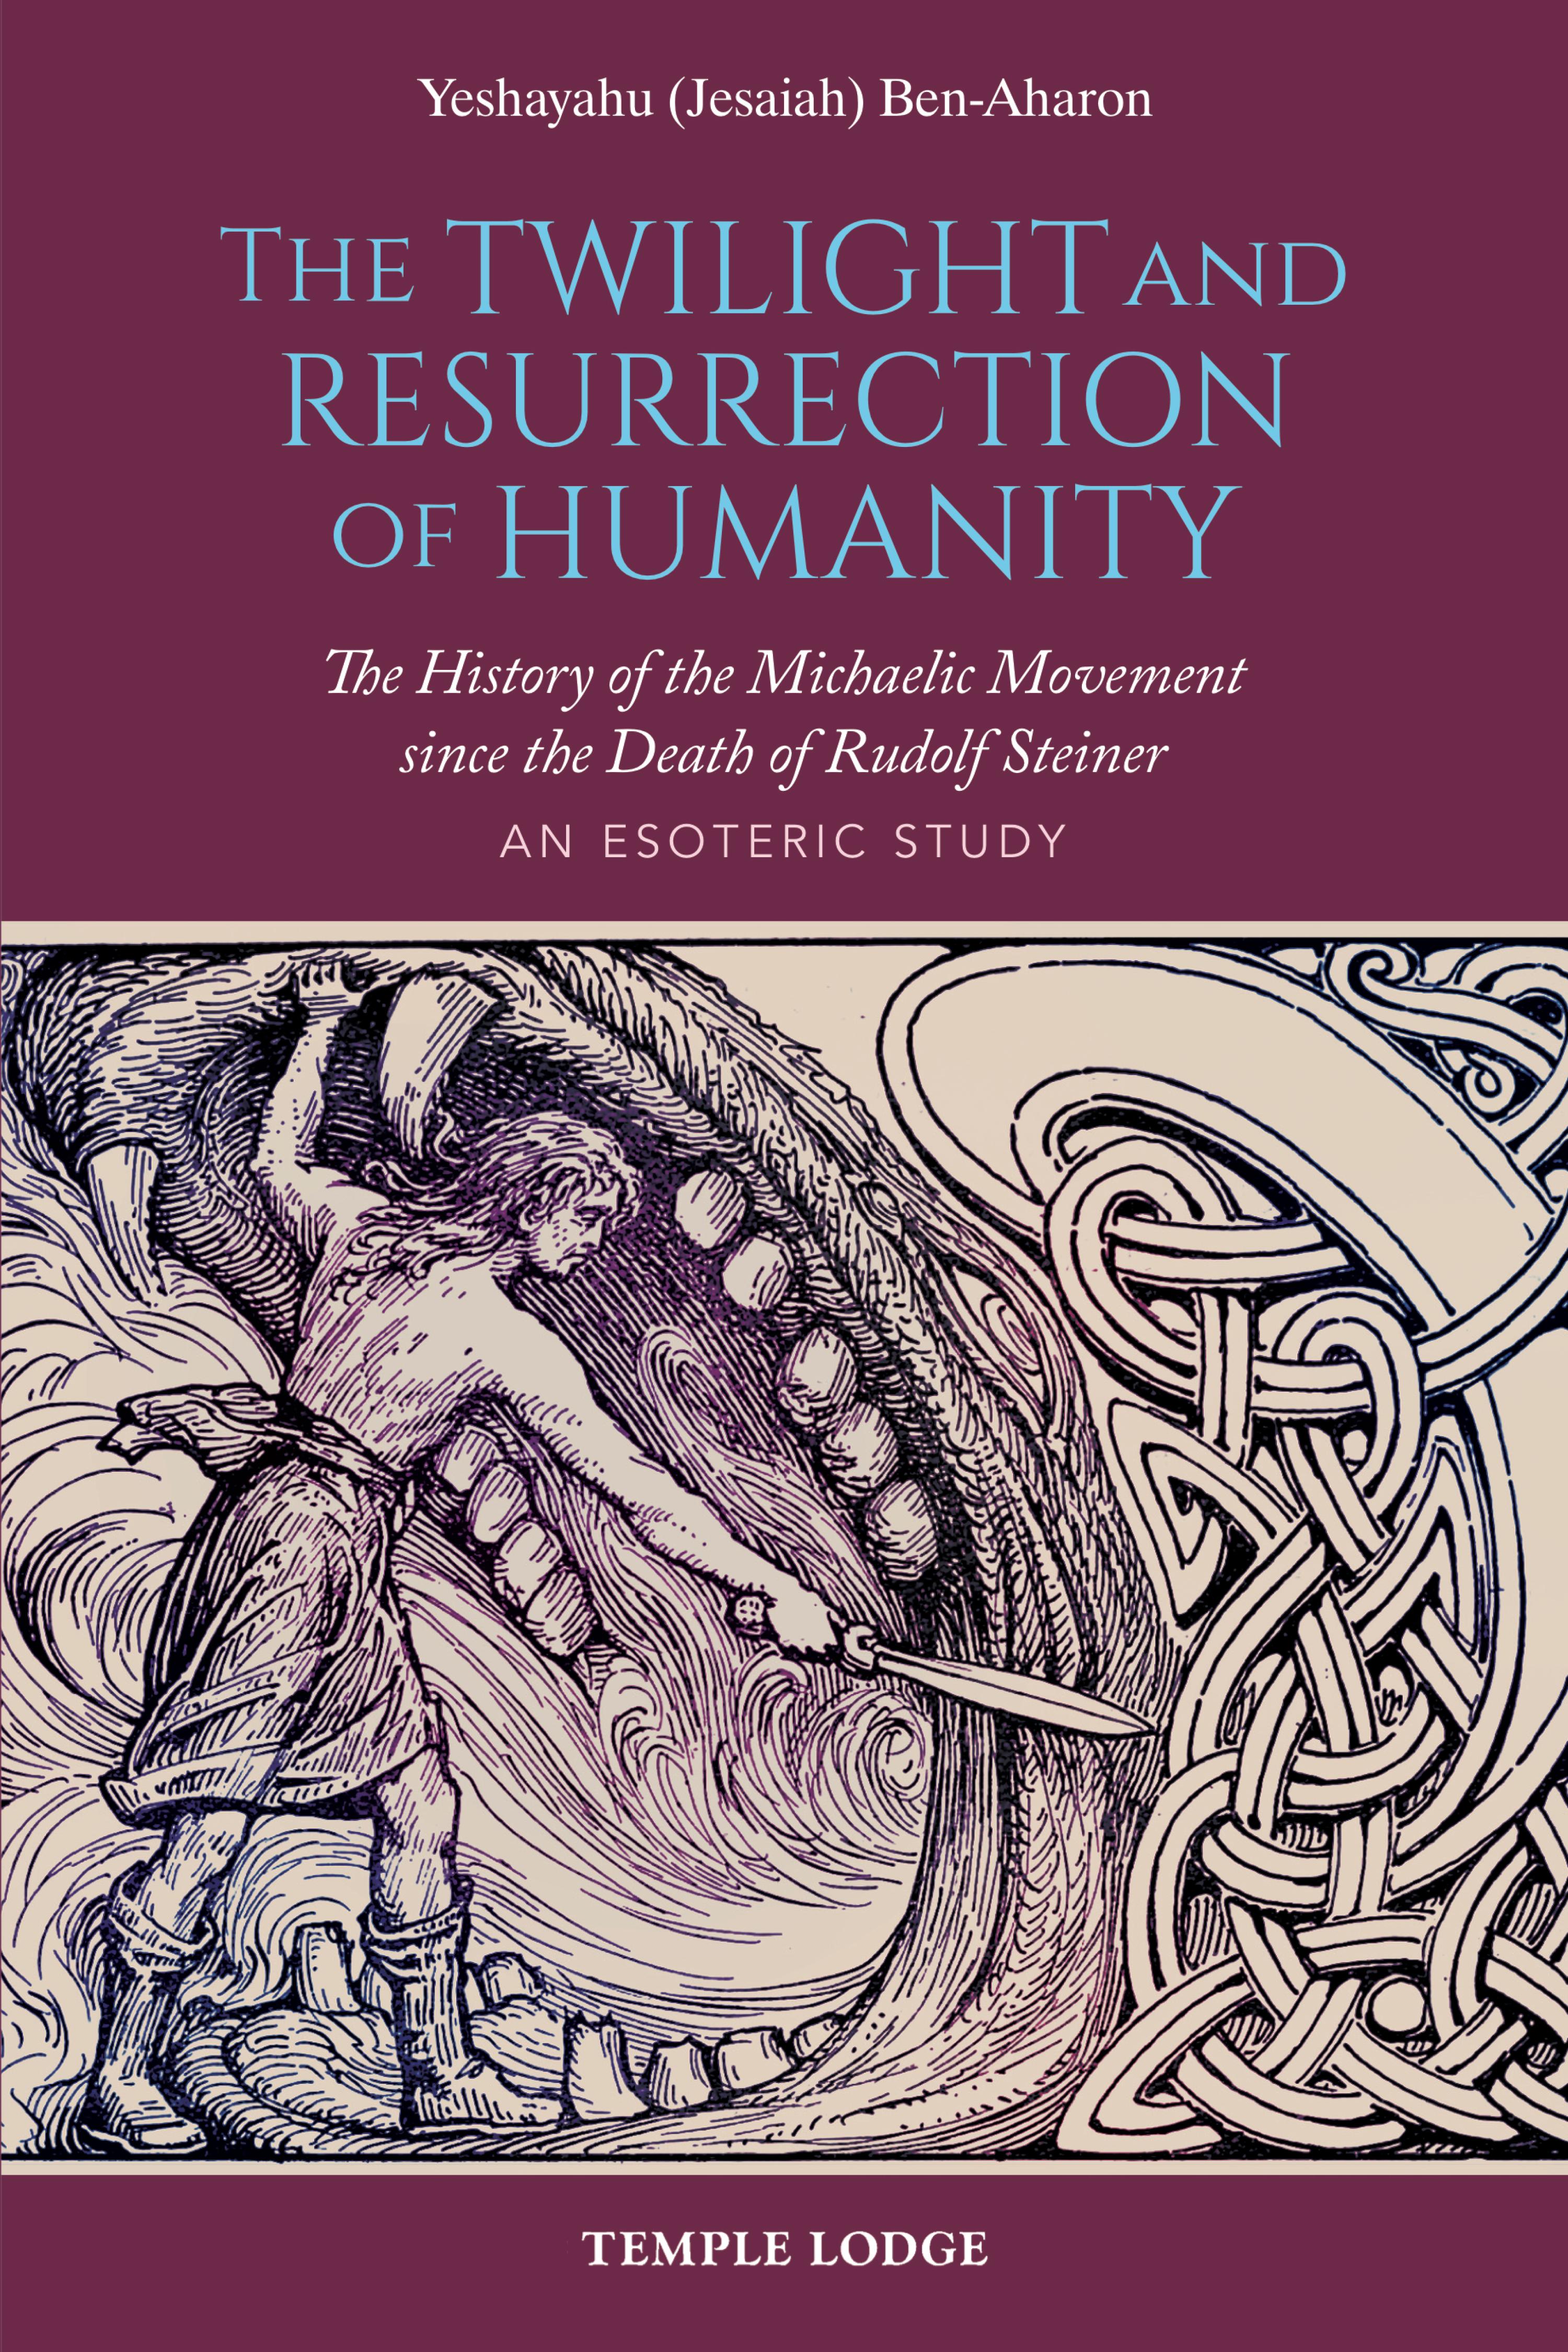 Yeshayahu (Jesaiah) Ben-Aharon
THE TWILIGHT AND
RESURRECTION
OF HUMANITY
The History of the Michaelic Movement
since the Death of Rudolf Steiner
AN ESOTERIC STUDY
TEMPLE LODGE